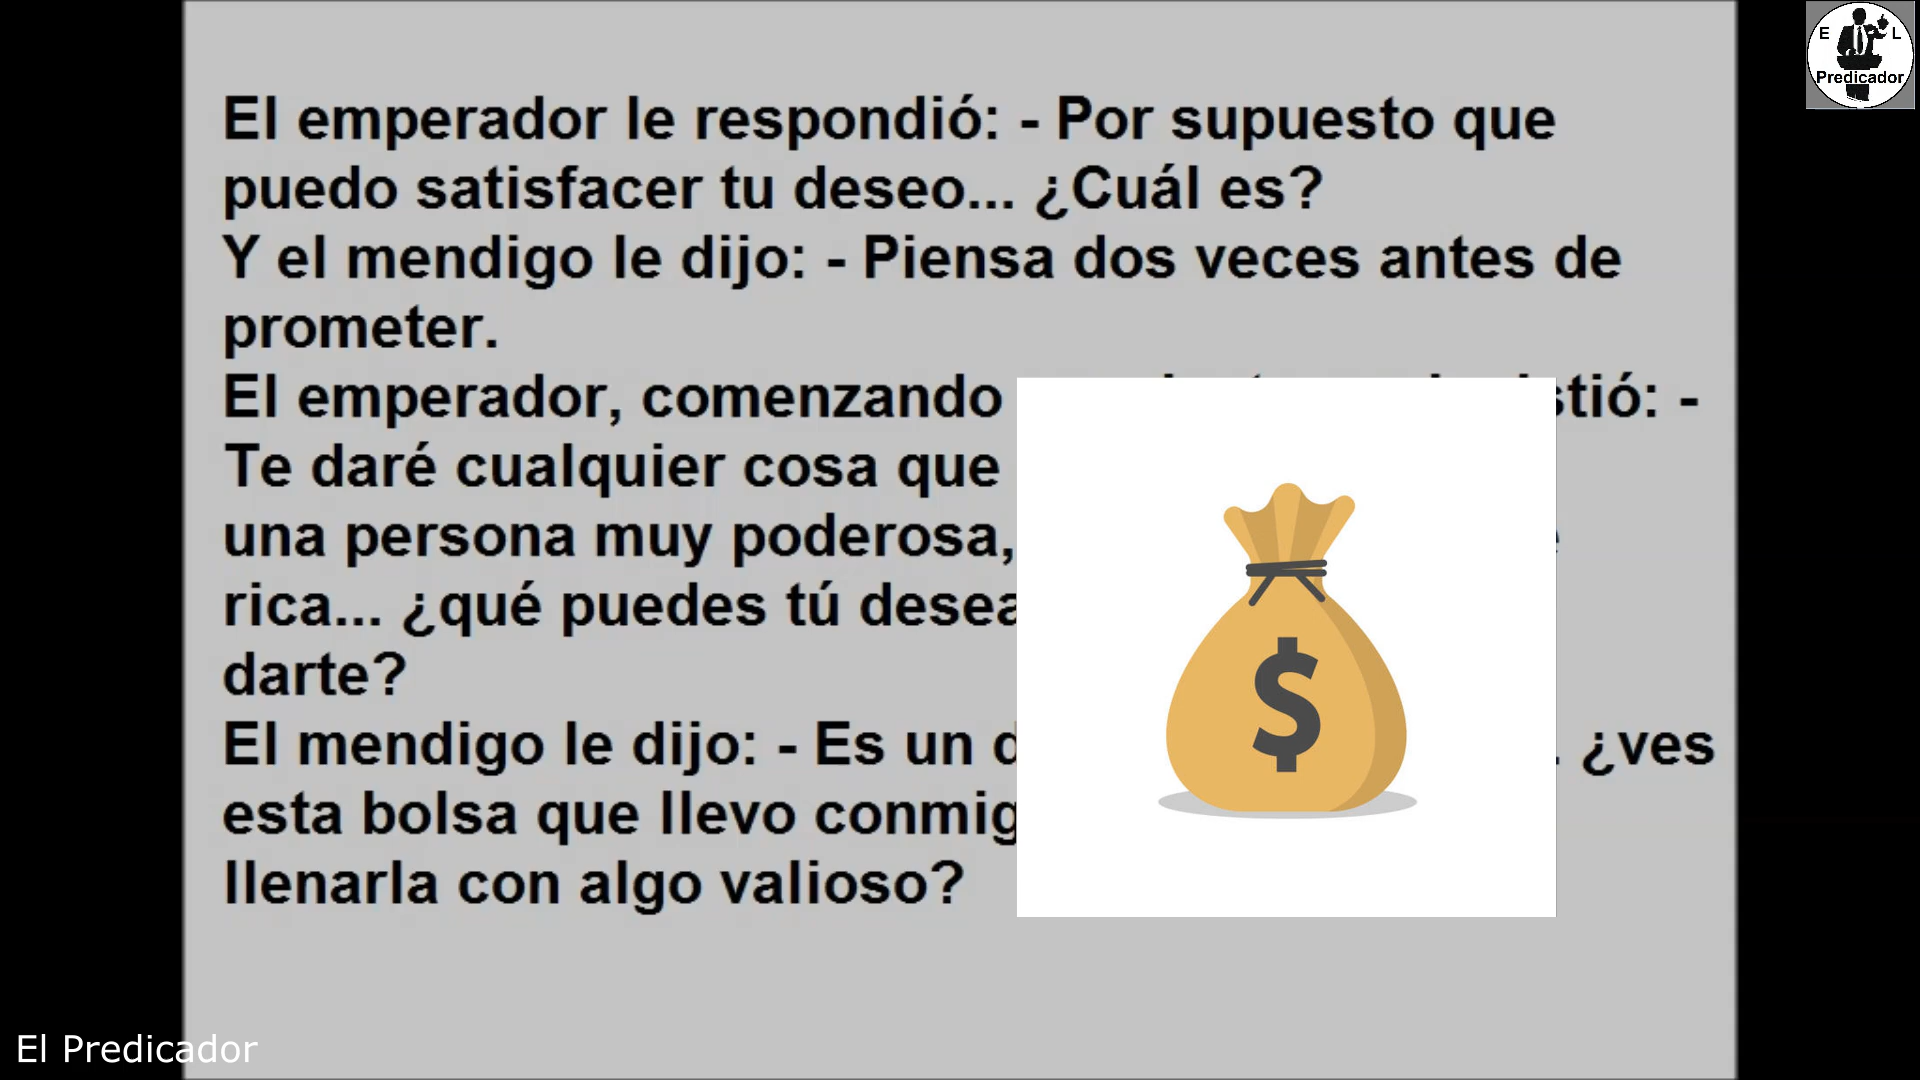 El emperador le respondió: - Por supuesto que
puedo satisfacer tu deseo... ¿Cuál es?
Y el mendigo le dijo: - Piensa dos veces antes de
prometer.
El emperador, comenzando
Te daré cualquier cosa que
una persona muy poderosa,
rica... ¿qué puedes tú
darte?
El mendigo le dijo: - Es un ¿ves
esta bolsa que llevo
llenarla con algo valioso?
$
E L
Predicador
El Predicador